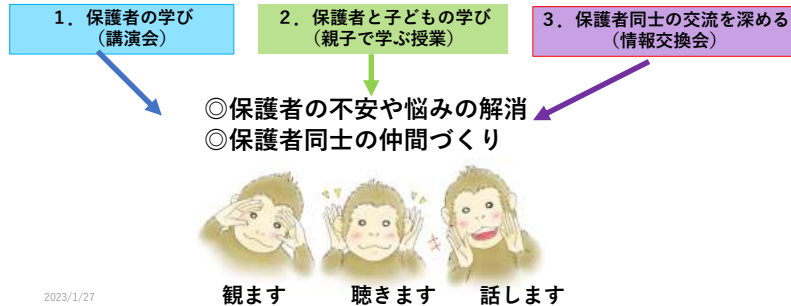 １．保護者の学び
（講演会）
２．保護者と子どもの学び
（親子で学ぶ授業）
３．保護者同士の交流を深める
（情報交換会）
◎保護者の不安や悩みの解消
◎保護者同士の仲間づくり
観ます 聴きます 話します
2023/1/27